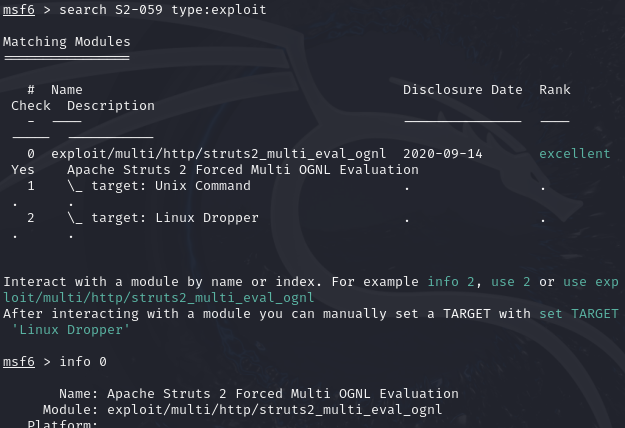 msf6 > search S2-059 type:exploit
Matching Modules
================
#  Name                                       Disclosure Date  Rank
Check  Description
-  ----                                       ---------------  ----
-----  -----------
0  exploit/multi/http/struts2_multi_eval_ognl  2020-09-14       excellent
Yes    Apache Struts 2 Forced Multi OGNL Evaluation
1    \_ target: Unix Command                   .                .
.      .
2    \_ target: Linux Dropper                  .                .
.      .
Interact with a module by name or index. For example info 2, use 2 or use exp
loit/multi/http/struts2_multi_eval_ognl
After interacting with a module you can manually set a TARGET with set TARGET
'Linux Dropper'
msf6 > info 0
Name: Apache Struts 2 Forced Multi OGNL Evaluation
Module: exploit/multi/http/struts2_multi_eval_ognl
Platform: